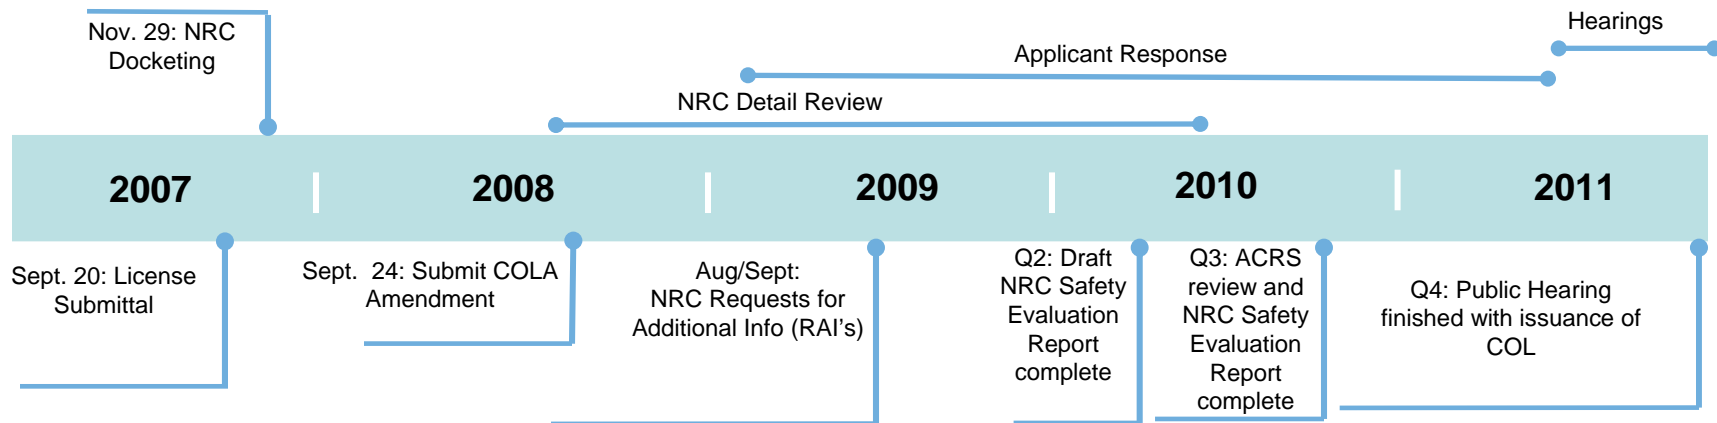 Nov. 29: NRC
Docketing
Hearings
Applicant Response
NRC Detail Review
2007
2008
2009
2010
2011
Sept. 20: License
Submittal
Sept.  24: Submit COLA
Amendment
Aug/Sept:
NRC Requests for
Additional Info (RAI’s)
Q2: Draft
NRC Safety
Evaluation
Report
complete
Q3: ACRS
review and
NRC Safety
Evaluation
Report
complete
Q4: Public Hearing
finished with issuance of
COL